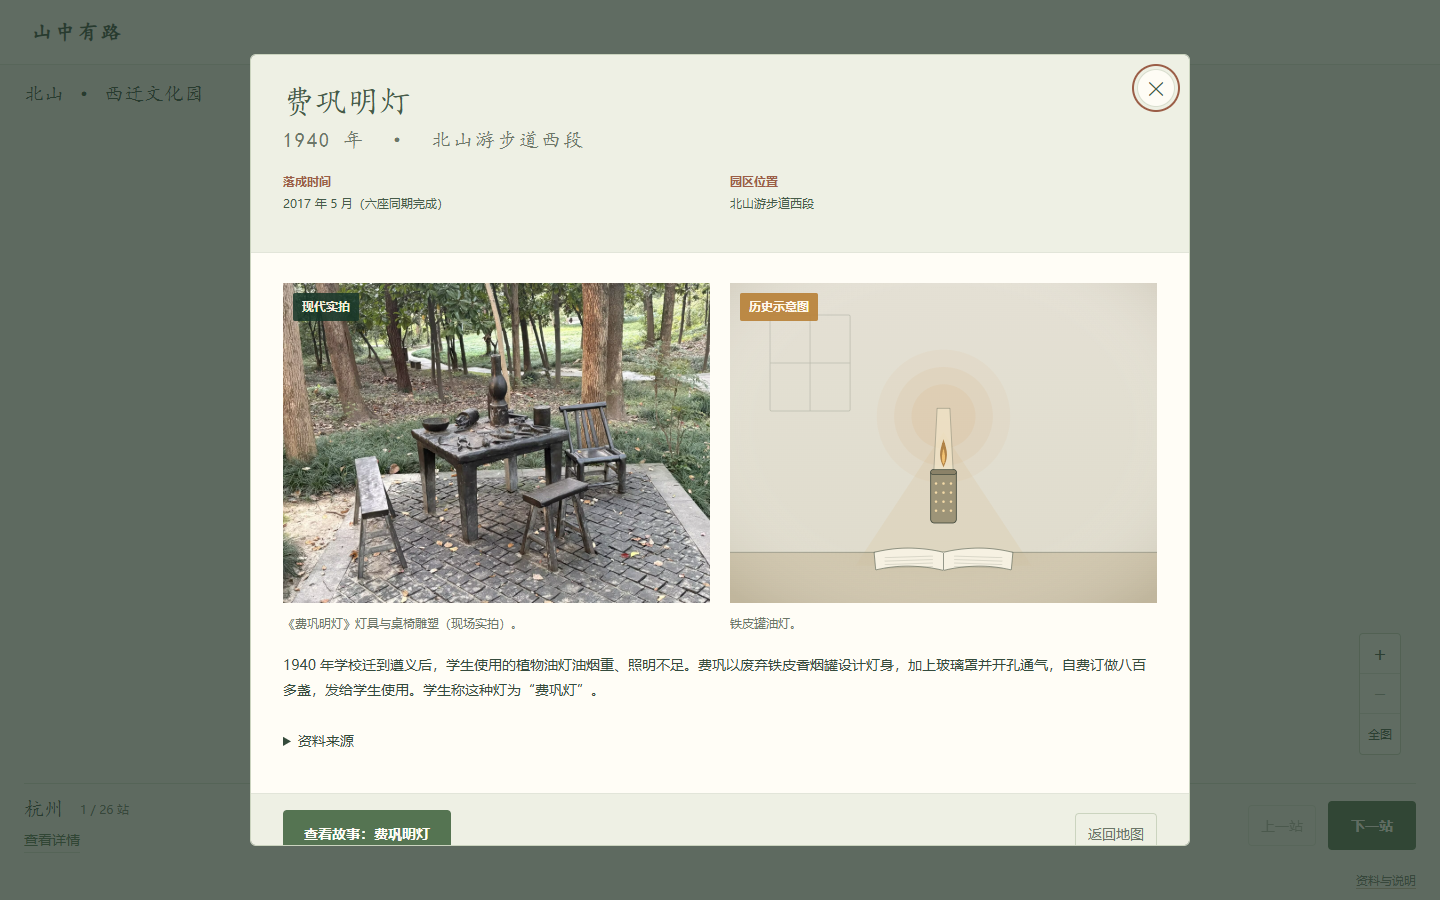 山中有路
北山 • 西迁文化园
费巩明灯
1940 年 • 北山游步道西段
落成时间
2017 年 5 月（六座同期完成）
园区位置
北山游步道西段
现代实拍
历史示意图
《费巩明灯》灯具与桌椅雕塑（现场实拍）。
铁皮罐油灯。
1940 年学校迁到遵义后，学生使用的植物油灯油烟重、照明不足。费巩以废弃铁皮香烟罐设计灯身，加上玻璃罩并开孔通气，自费订做八百
多盏，发给学生使用。学生称这种灯为“费巩灯”。
资料来源
查看故事：费巩明灯
返回地图
+
−
全图
杭州 1 / 26 站
查看详情
上一站
下一站
资料与说明